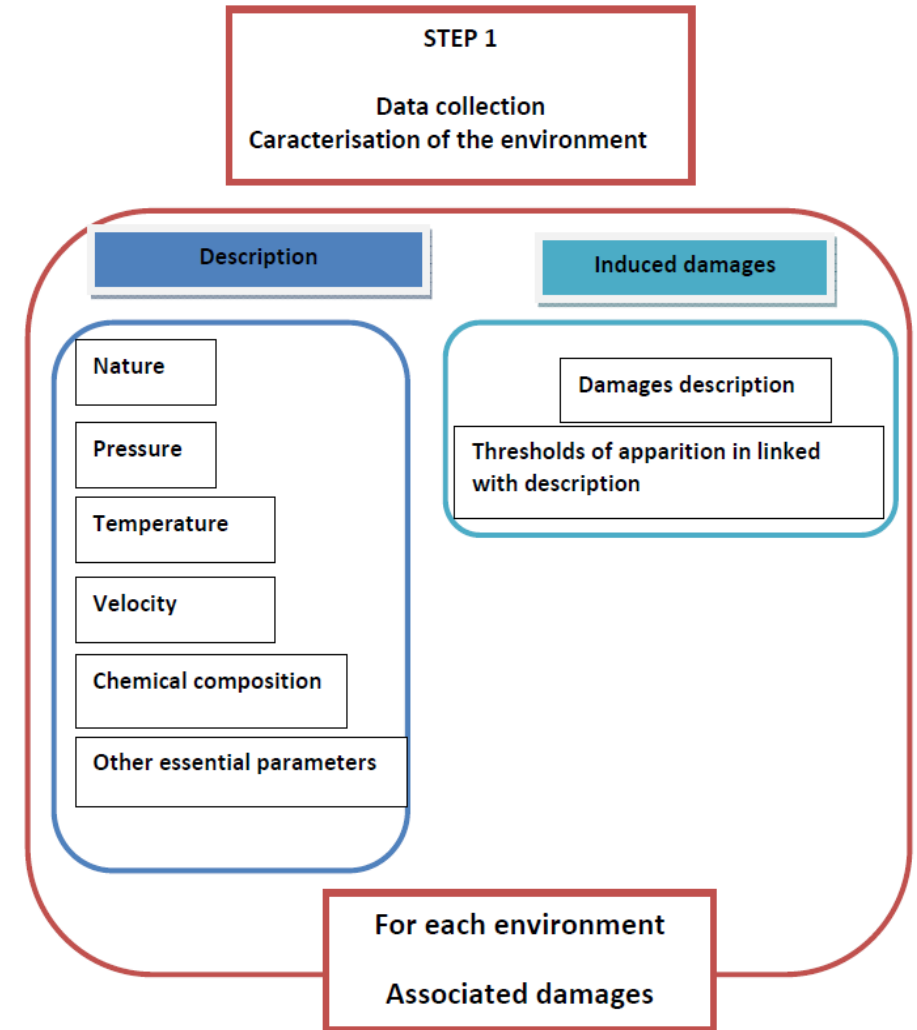 STEP 1
Data collection
Caracterisation of the environment
Description
Nature
Pressure
Temperature
Velocity
Chemical composition
Other essential parameters
Induced damages
Damages description
Thresholds of apparition in linked
with description
For each environment
Associated damages